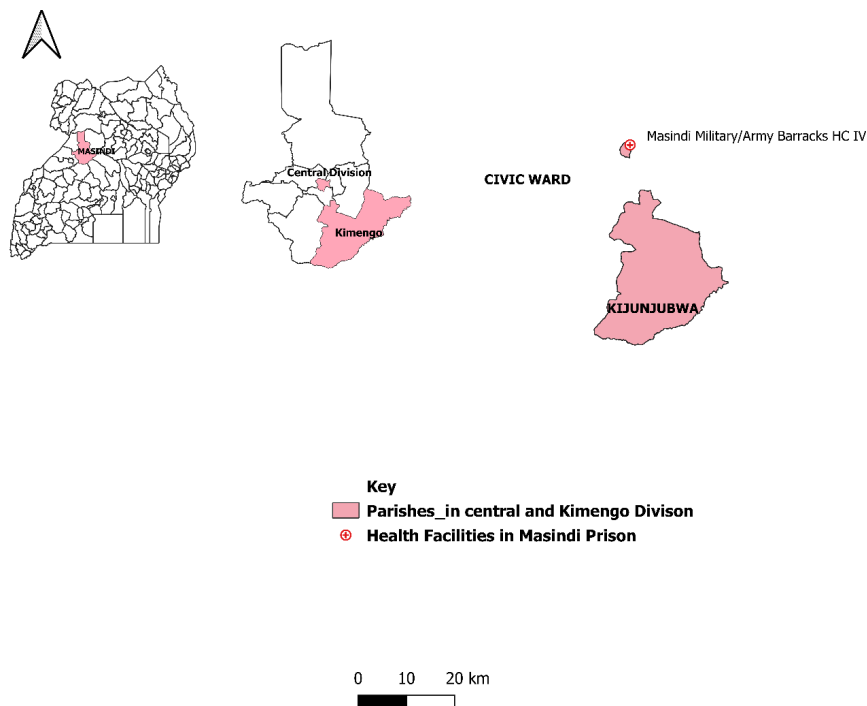 MASINDI
Central Division
Kimengo
Masindi Military/Army Barracks HC IV
CIVIC WARD
KIJUNJUBWA
Key
Parishes_in central and Kimengo Divison
Health Facilities in Masindi Prison
0 10 20 km